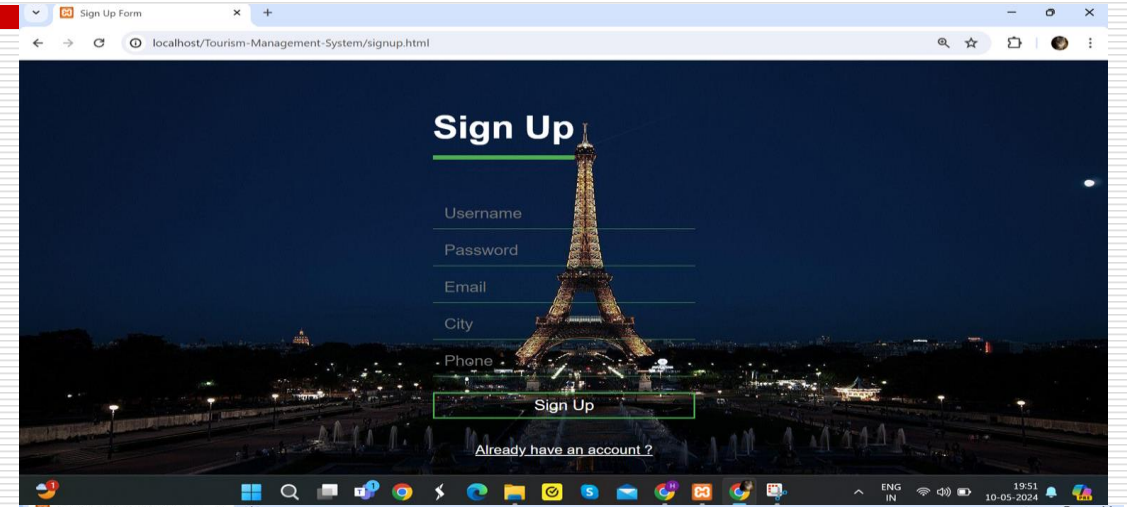 Sign Up Form
localhost/Tourism-Management-System/signup.html
Sign Up
Username
Password
Email
City
Phone
Sign Up
Already have an account ?
ENG
IN
19:51
10-05-2024